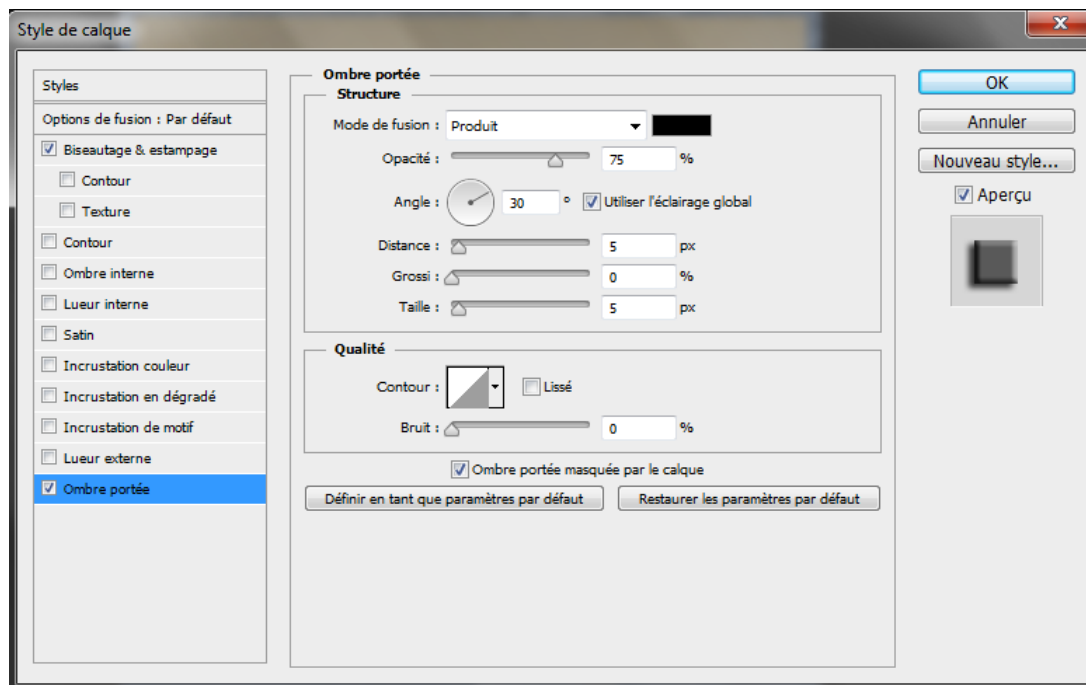 Style de calque
Styles
Options de fusion : Par défaut
Biseautage & estampage
Contour
Texture
Contour
Ombre interne
Lueur interne
Satin
Incrustation couleur
Incrustation en dégradé
Incrustation de motif
Lueur externe
Ombre portée
Ombre portée
Structure
Mode de fusion : Produit
Opacité : 75 %
Angle : 30 ° Utiliser l'éclairage global
Distance : 5 px
Grossi : 0 %
Taille : 5 px
Qualité
Contour : Lissé
Bruit : 0 %
Ombre portée masquée par le calque
Définir en tant que paramètres par défaut Restaurer les paramètres par défaut
OK
Annuler
Nouveau style...
Aperçu